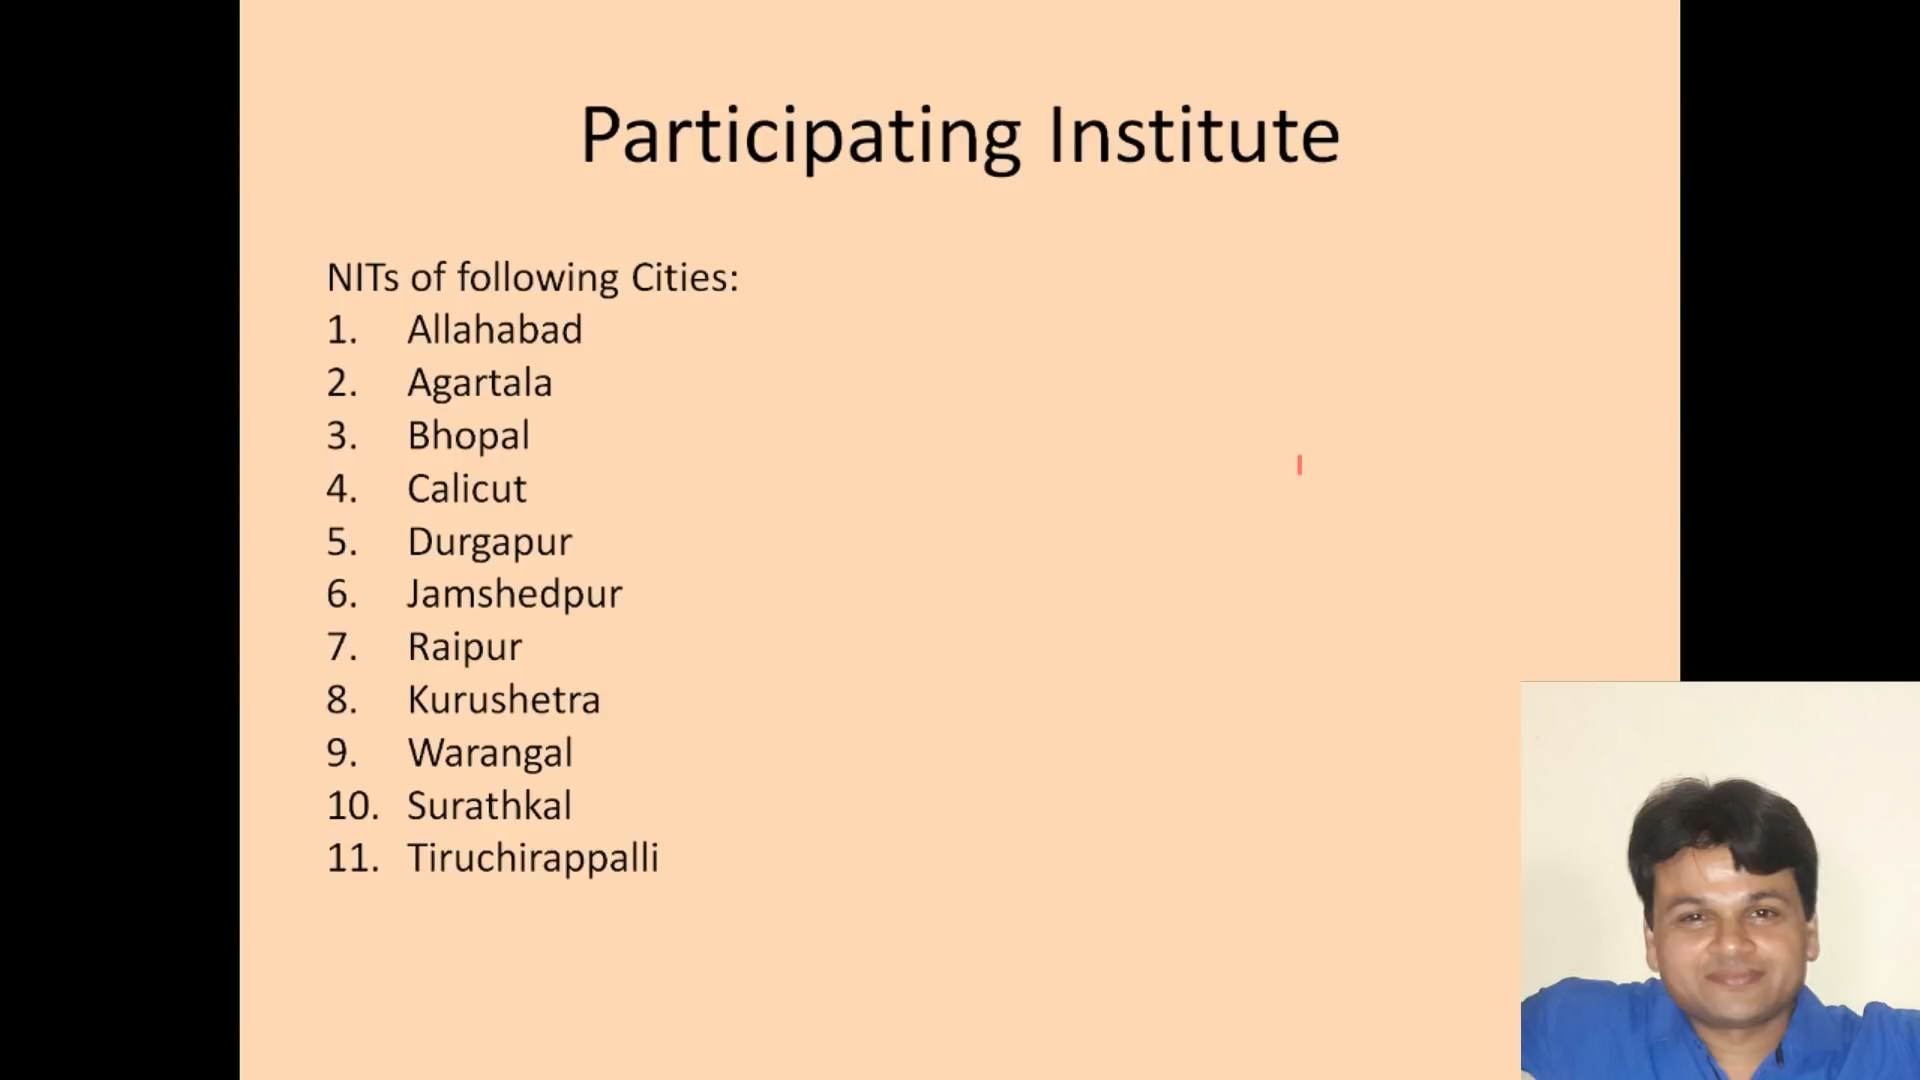 Participating Institute
NITs of following Cities:
1. Allahabad
2. Agartala
3. Bhopal
4. Calicut
5. Durgapur
6. Jamshedpur
7. Raipur
8. Kurushetra
9. Warangal
10. Surathkal
11. Tiruchirappalli